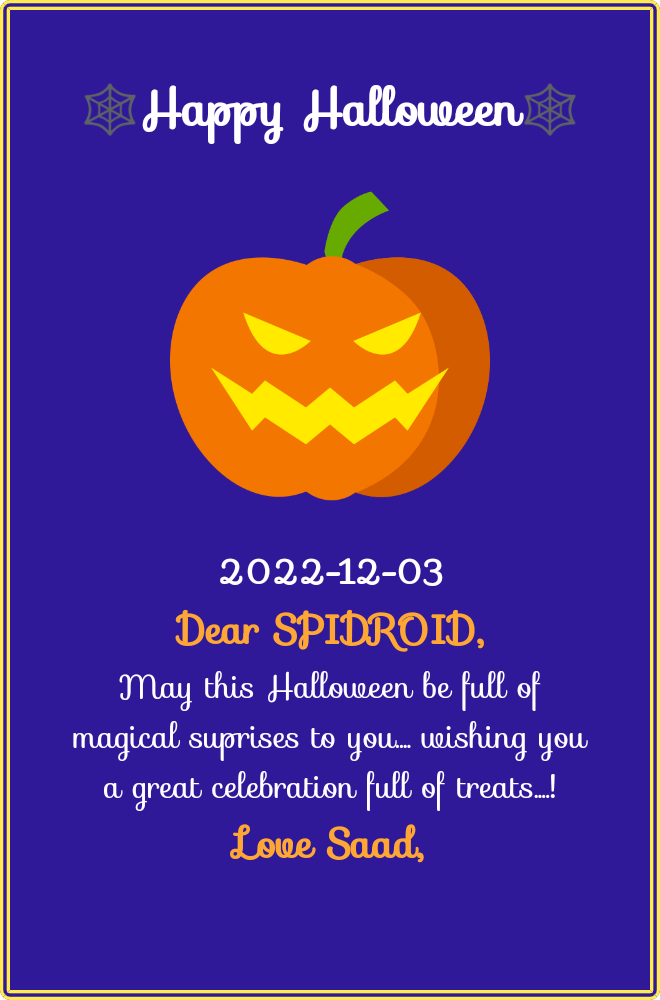 Happy Halloween
2022-12-03
Dear SPIDROID,
May this Halloween be full of
magical suprises to you... wishing you
a great celebration full of treats...!
Love Saad,